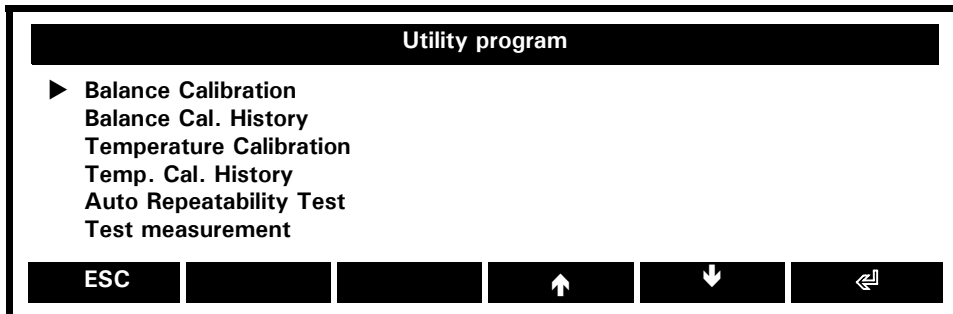 Utility program
▶ Balance Calibration
Balance Cal. History
Temperature Calibration
Temp. Cal. History
Auto Repeatability Test
Test measurement
ESC ↑ ↓ ⏎